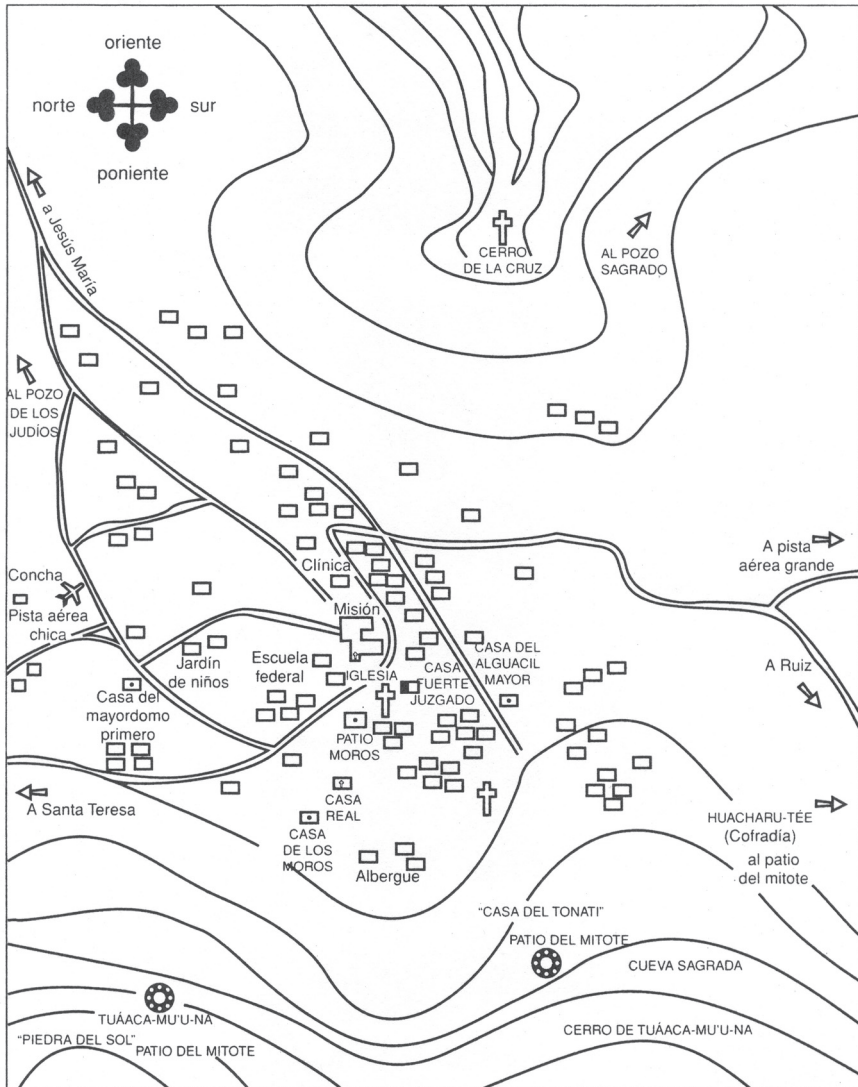 oriente
norte
sur
poniente
a Jesús María
CERRO
DE LA CRUZ
AL POZO
SAGRADO
AL POZO
DE LOS
JUDÍOS
A pista
aérea grande
Clínica
Concha
Pista aérea
chica
Misión
Jardín
de niños
Escuela
federal
IGLESIA
CASA
FUERTE
JUZGADO
CASA DEL
ALGUACIL
MAYOR
A Ruiz
Casa del
mayordomo
primero
PATIO
MOROS
A Santa Teresa
CASA
REAL
CASA
DE LOS
MOROS
Albergue
HUACHARU-TÉE
(Cofradía)
al patio
del mitote
"CASA DEL TONATI"
PATIO DEL MITOTE
CUEVA SAGRADA
TUÁACA-MU'U-NA
"PIEDRA DEL SOL"
PATIO DEL MITOTE
CERRO DE TUÁACA-MU'U-NA